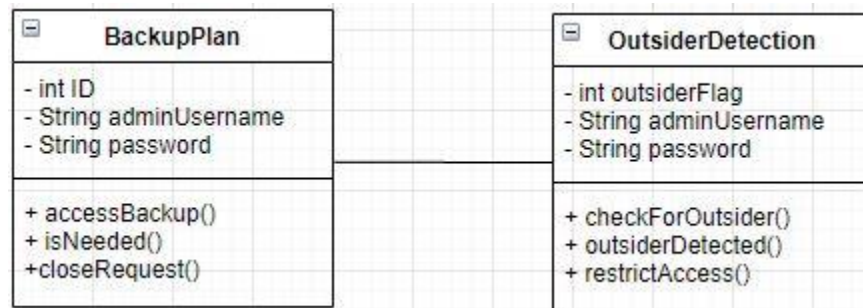 BackupPlan
- int ID
- String adminUsername
- String password
+ accessBackup()
+ isNeeded()
+closeRequest()
OutsiderDetection
- int outsiderFlag
- String adminUsername
- String password
+ checkForOutsider()
+ outsiderDetected()
+ restrictAccess()